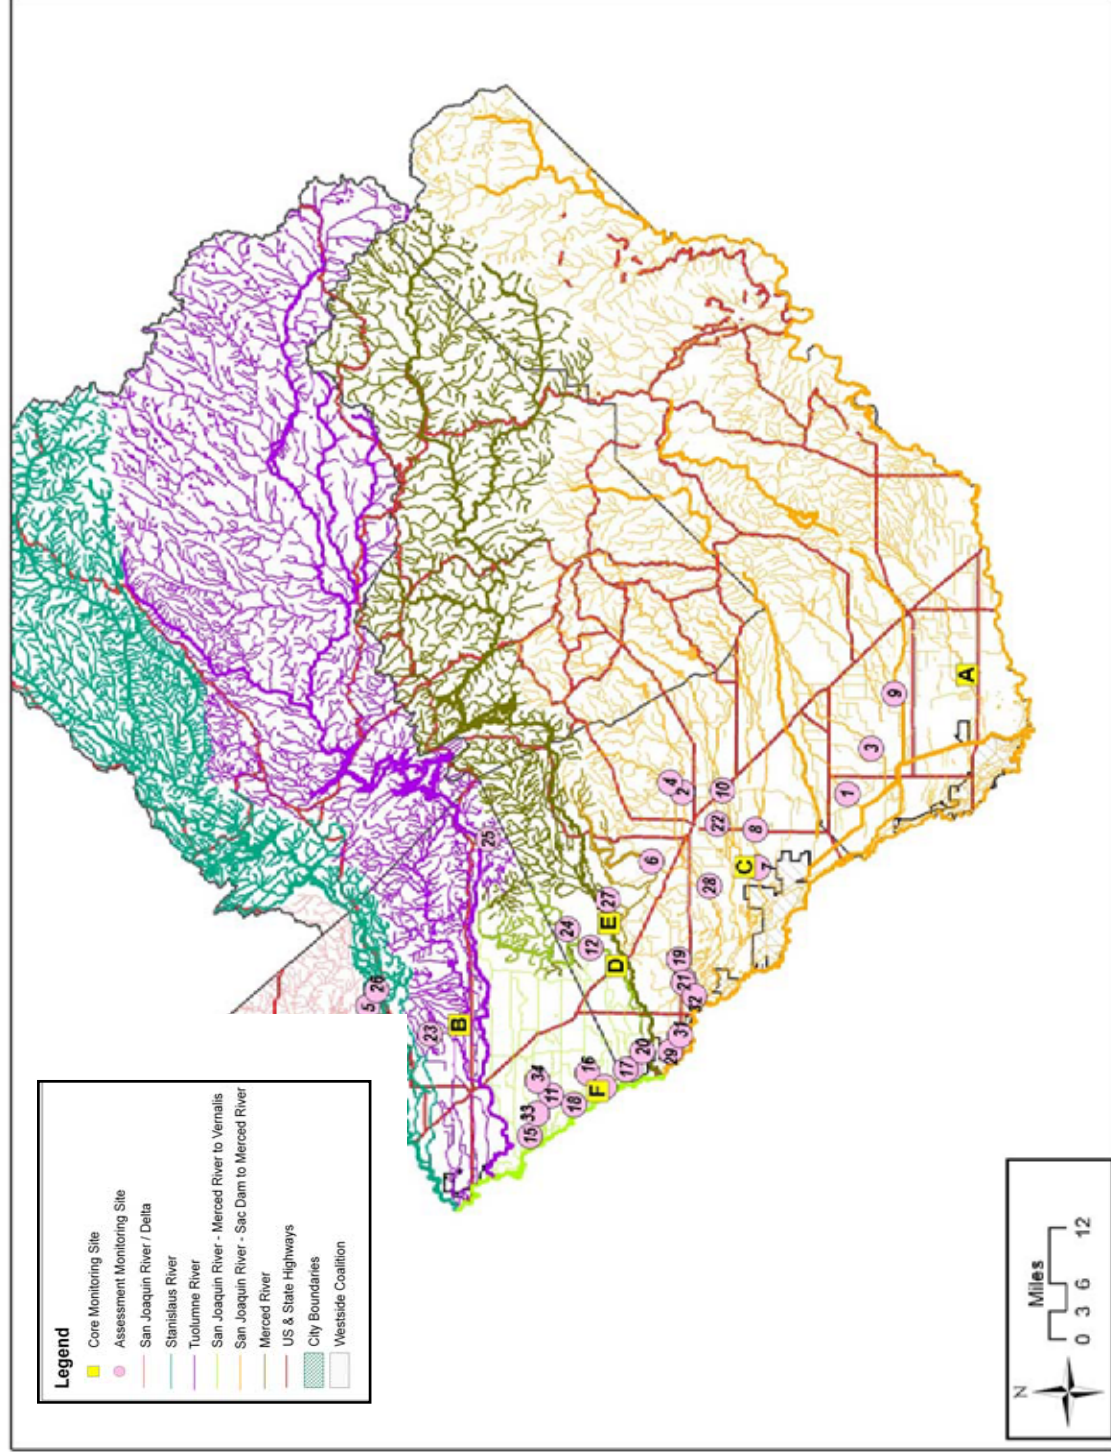 Legend
Core Monitoring Site
Assessment Monitoring Site
San Joaquin River / Delta
Stanislaus River
Tuolumne River
San Joaquin River - Merced River to Vernalis
San Joaquin River - Sac Dam to Merced River
Merced River
US & State Highways
City Boundaries
Westside Coalition
5
26
23
B
25
34
33
11
15
18
16
F
17
20
24
12
27
E
D
29
31
32
21
19
6
4
2
10
22
8
28
C
7
1
3
9
A
N
Miles
0 3 6 12